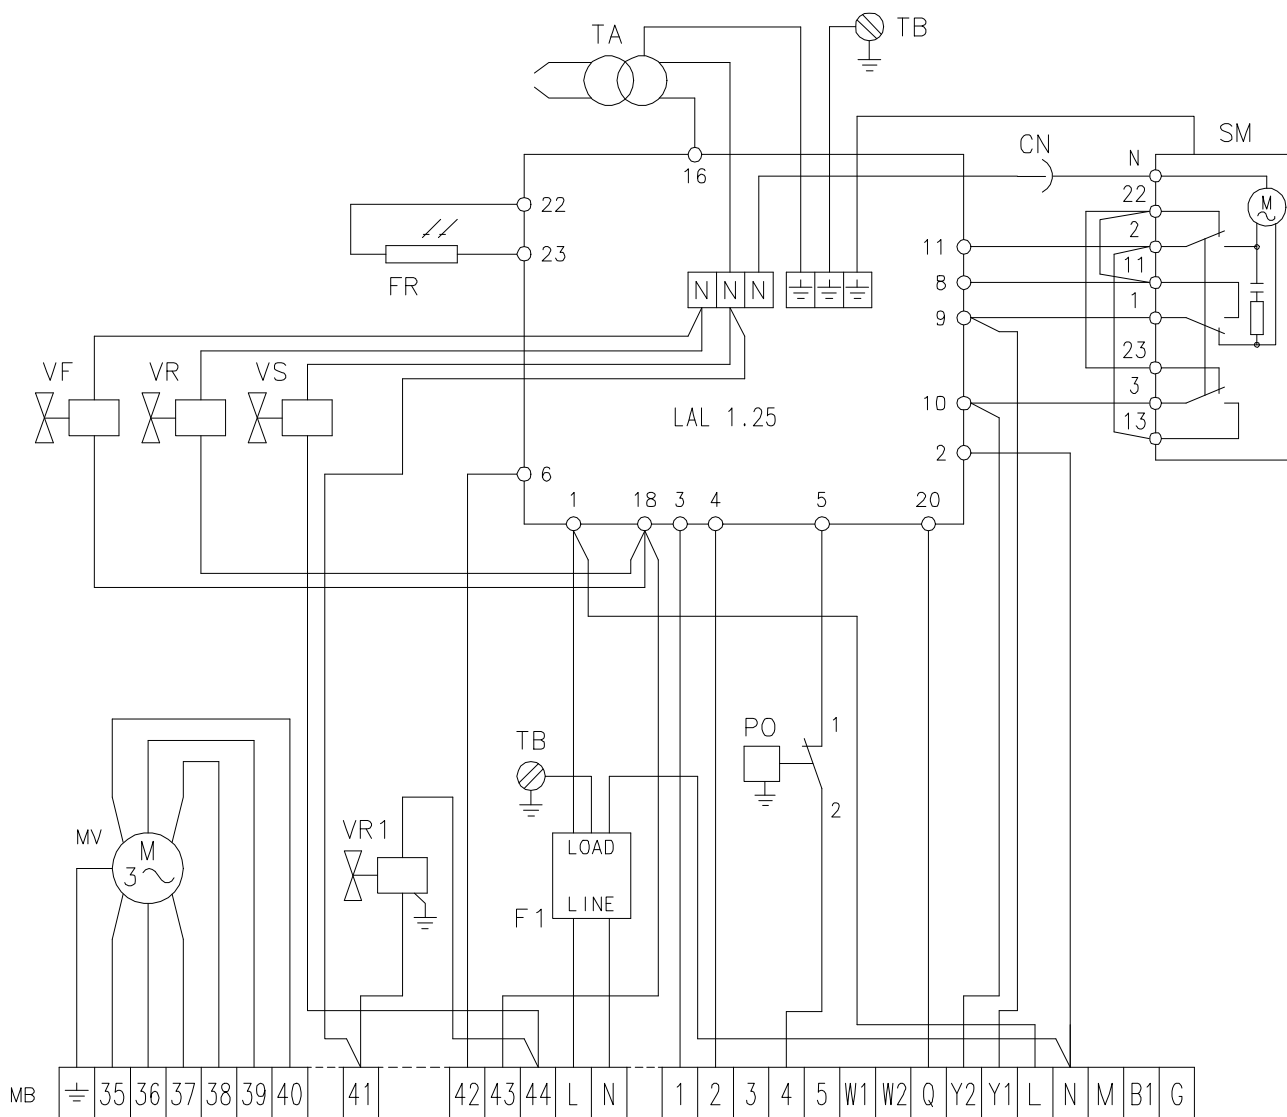 TA
TB
16
CN
SM
N
22
M
22
2
23
11
11
FR
N N N
8
1
9
VF
VR
VS
23
3
10
LAL 1.25
13
2
6
1
18
3
4
5
20
PO
1
TB
2
MV
M
3
VR1
LOAD
LINE
F1
MB
35 36 37 38 39 40 41 42 43 44 L N 1 2 3 4 5 W1 W2 Q Y2 Y1 L N M B1 G